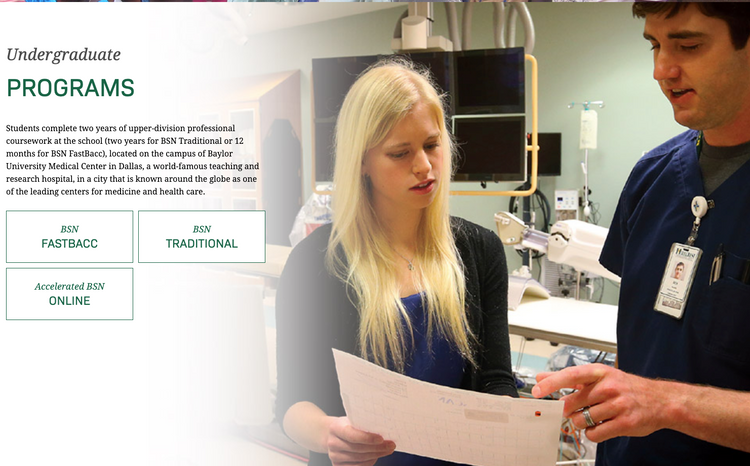 Undergraduate
PROGRAMS
Students complete two years of upper-division professional
coursework at the school (two years for BSN Traditional or 12
months for BSN FastBacc), located on the campus of Baylor
University Medical Center in Dallas, a world-famous teaching and
research hospital, in a city that is known around the globe as one
of the leading centers for medicine and health care.
BSN
FASTBACC
BSN
TRADITIONAL
Accelerated BSN
ONLINE